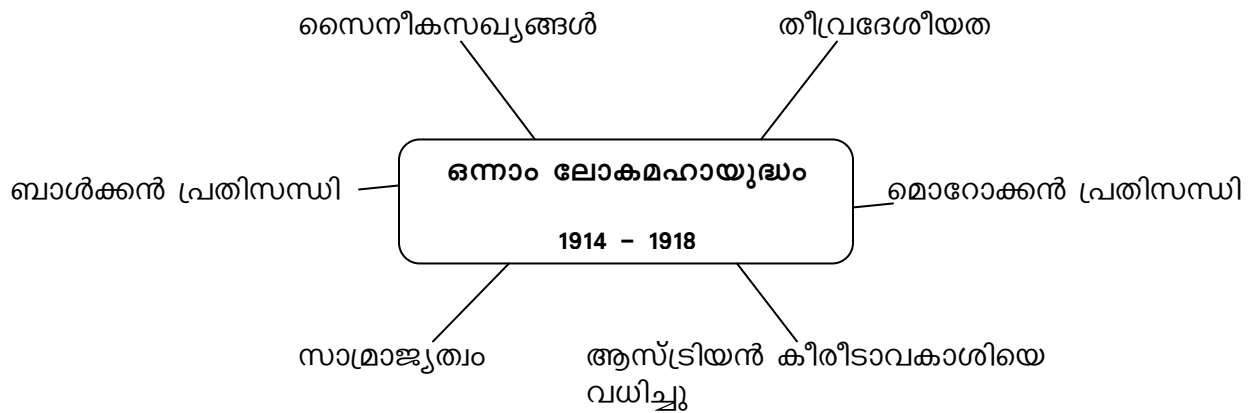 സൈനീകസഖ്യങ്ങൾ
തീവ്രദേശീയത
ഒന്നാം ലോകമഹായുദ്ധം
ബാൾക്കൻ പ്രതിസന്ധി
മൊറോക്കൻ പ്രതിസന്ധി
1914 – 1918
സാമ്രാജ്യത്വം
ആസ്ട്രിയൻ കീരീടാവകാശിയെ
വധിച്ചു